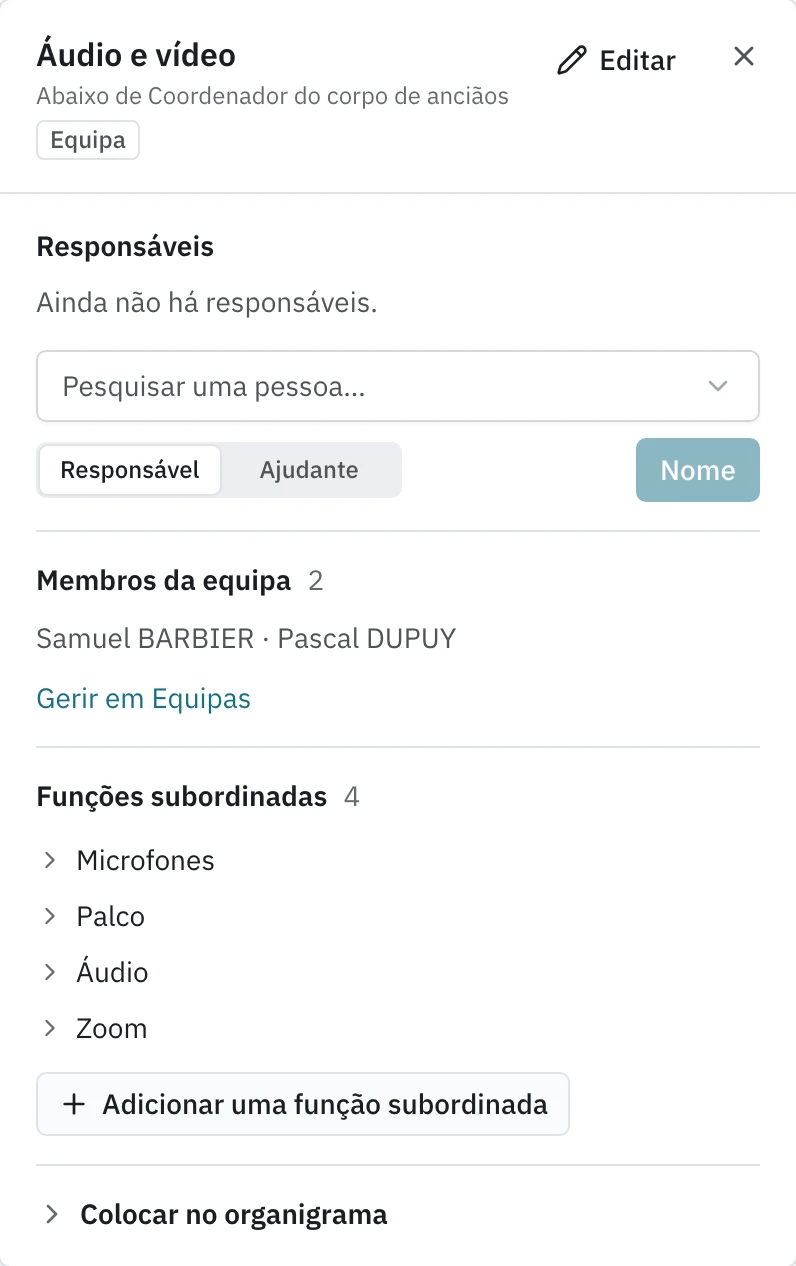 Áudio e vídeo
Editar
Abaixo de Coordenador do corpo de anciãos
Equipa
Responsáveis
Ainda não há responsáveis.
Pesquisar uma pessoa...
Responsável
Ajudante
Nome
Membros da equipa 2
Samuel BARBIER · Pascal DUPUY
Gerir em Equipas
Funções subordinadas 4
Microfones
Palco
Áudio
Zoom
Adicionar uma função subordinada
Colocar no organigrama